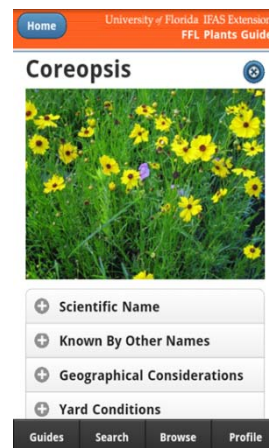 Home
University of Florida IFAS Extension
FFL Plants Guide
Coreopsis
Scientific Name
Known By Other Names
Geographical Considerations
Yard Conditions
Guides Search Browse Profile